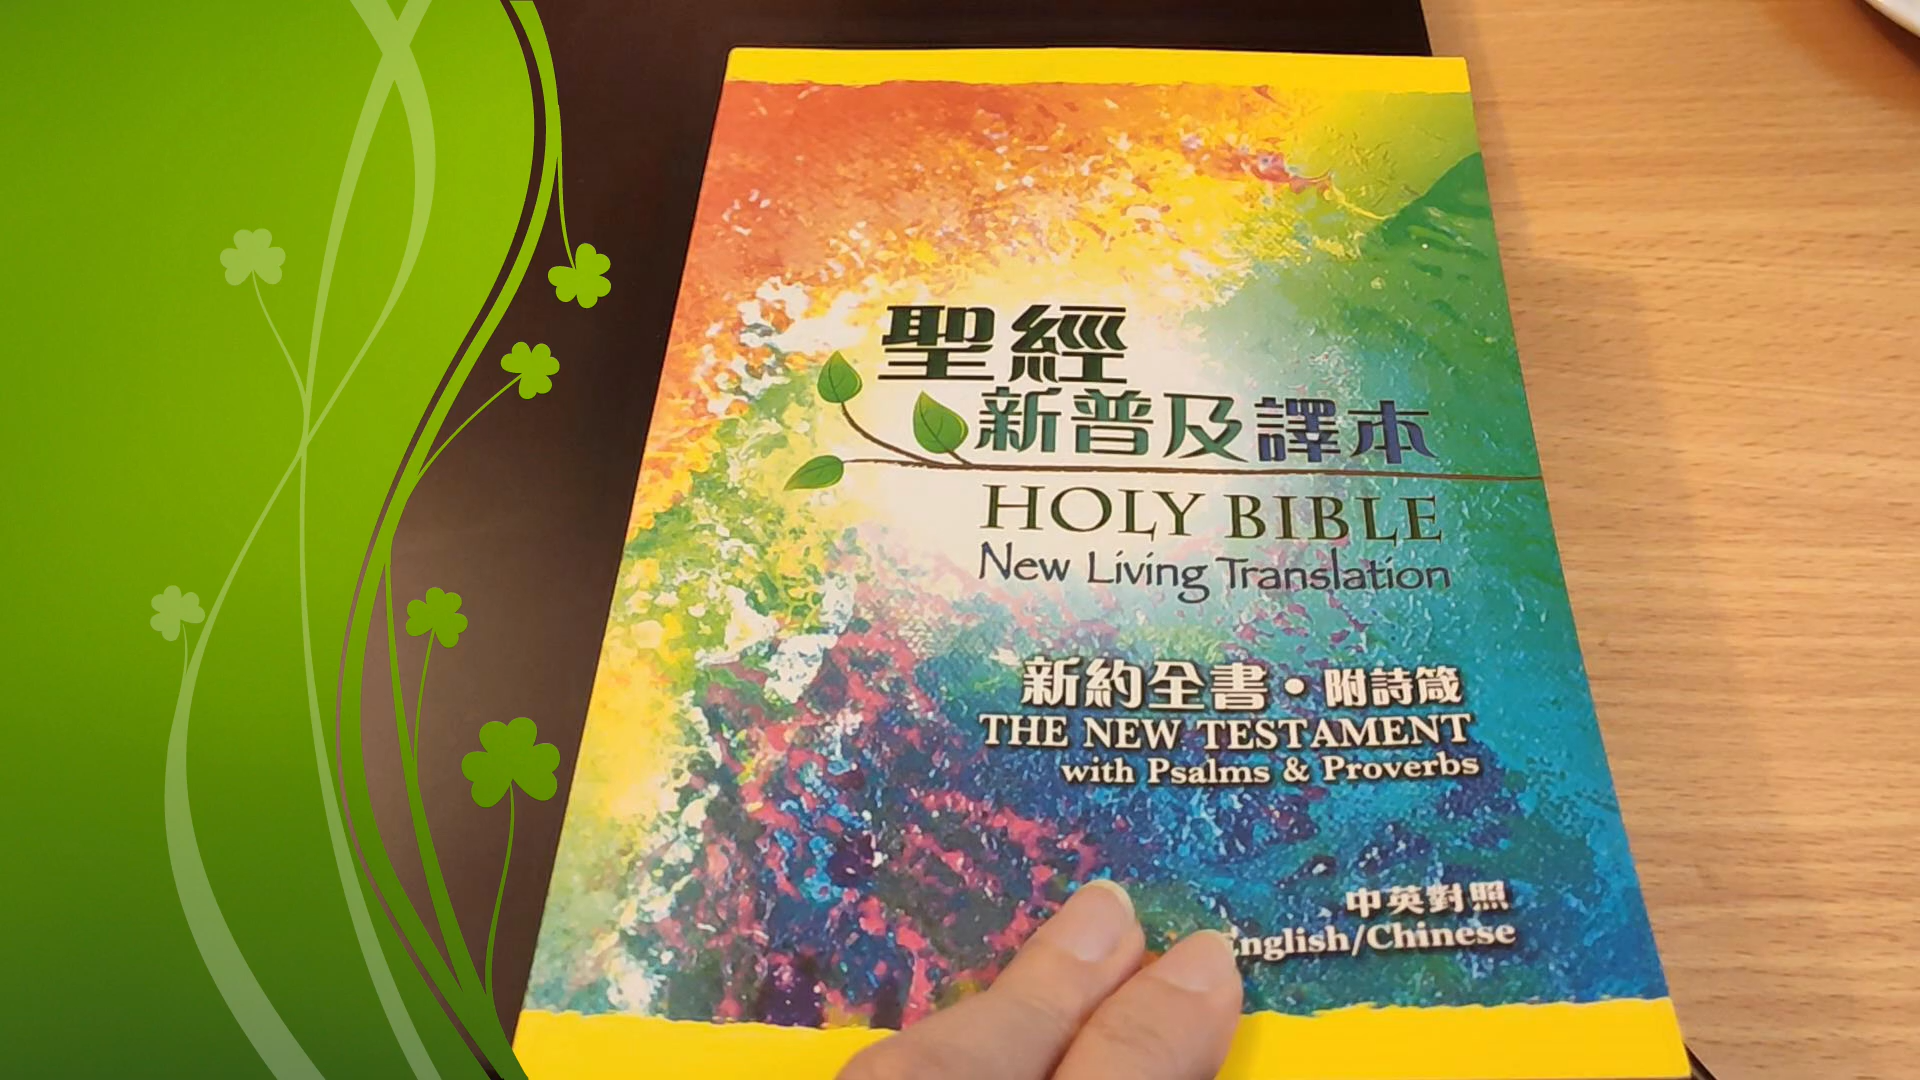 聖經
新普及譯本
HOLY BIBLE
New Living Translation
新約全書·附詩箴
THE NEW TESTAMENT
with Psalms & Proverbs
中英對照
English/Chinese